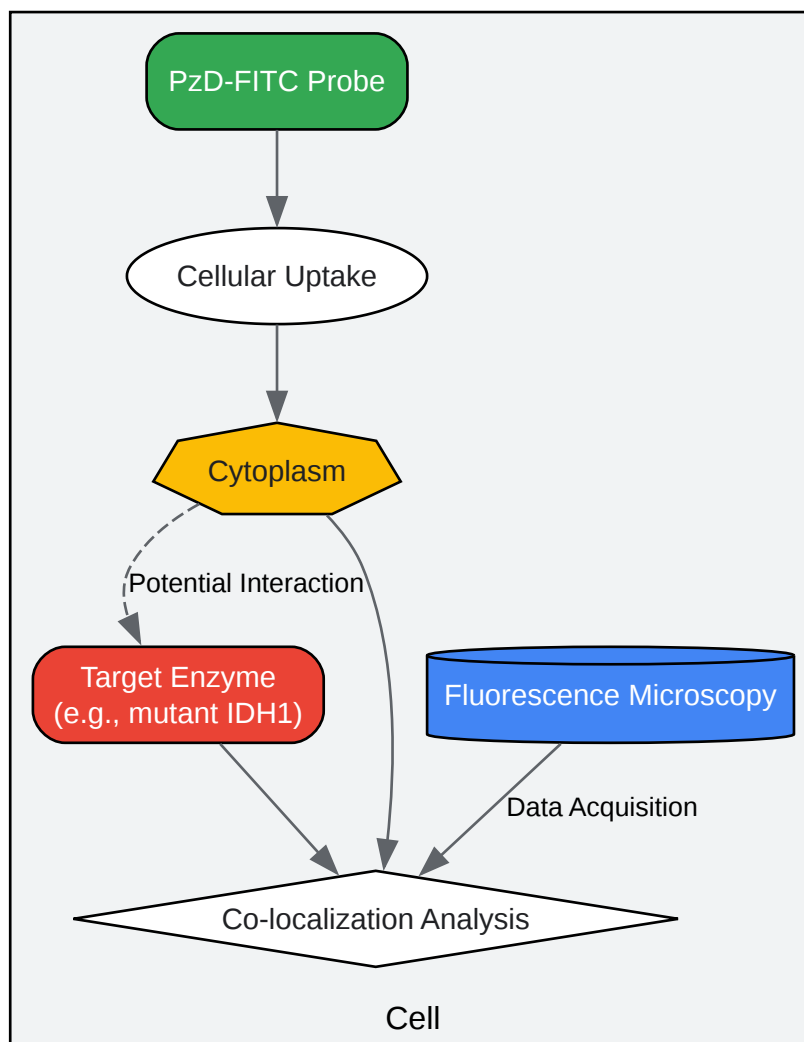 PzD-FITC Probe
Cellular Uptake
Cytoplasm
Potential Interaction
Target Enzyme
(e.g., mutant IDH1)
Fluorescence Microscopy
Data Acquisition
Co-localization Analysis
Cell